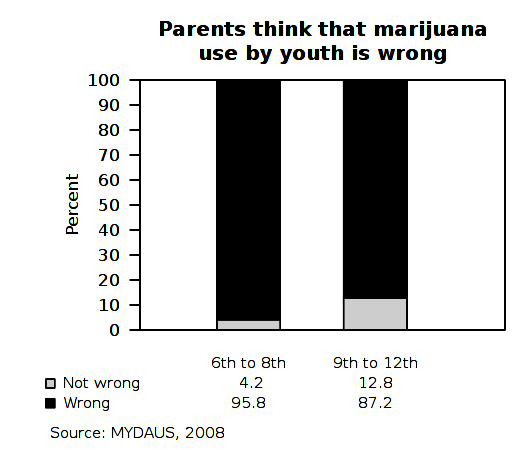 Parents think that marijuana
use by youth is wrong
100
90
80
70
60
50
40
30
20
10
0
Percent
6th to 8th 9th to 12th
Not wrong 4.2 12.8
Wrong 95.8 87.2
Source: MYDAUS, 2008